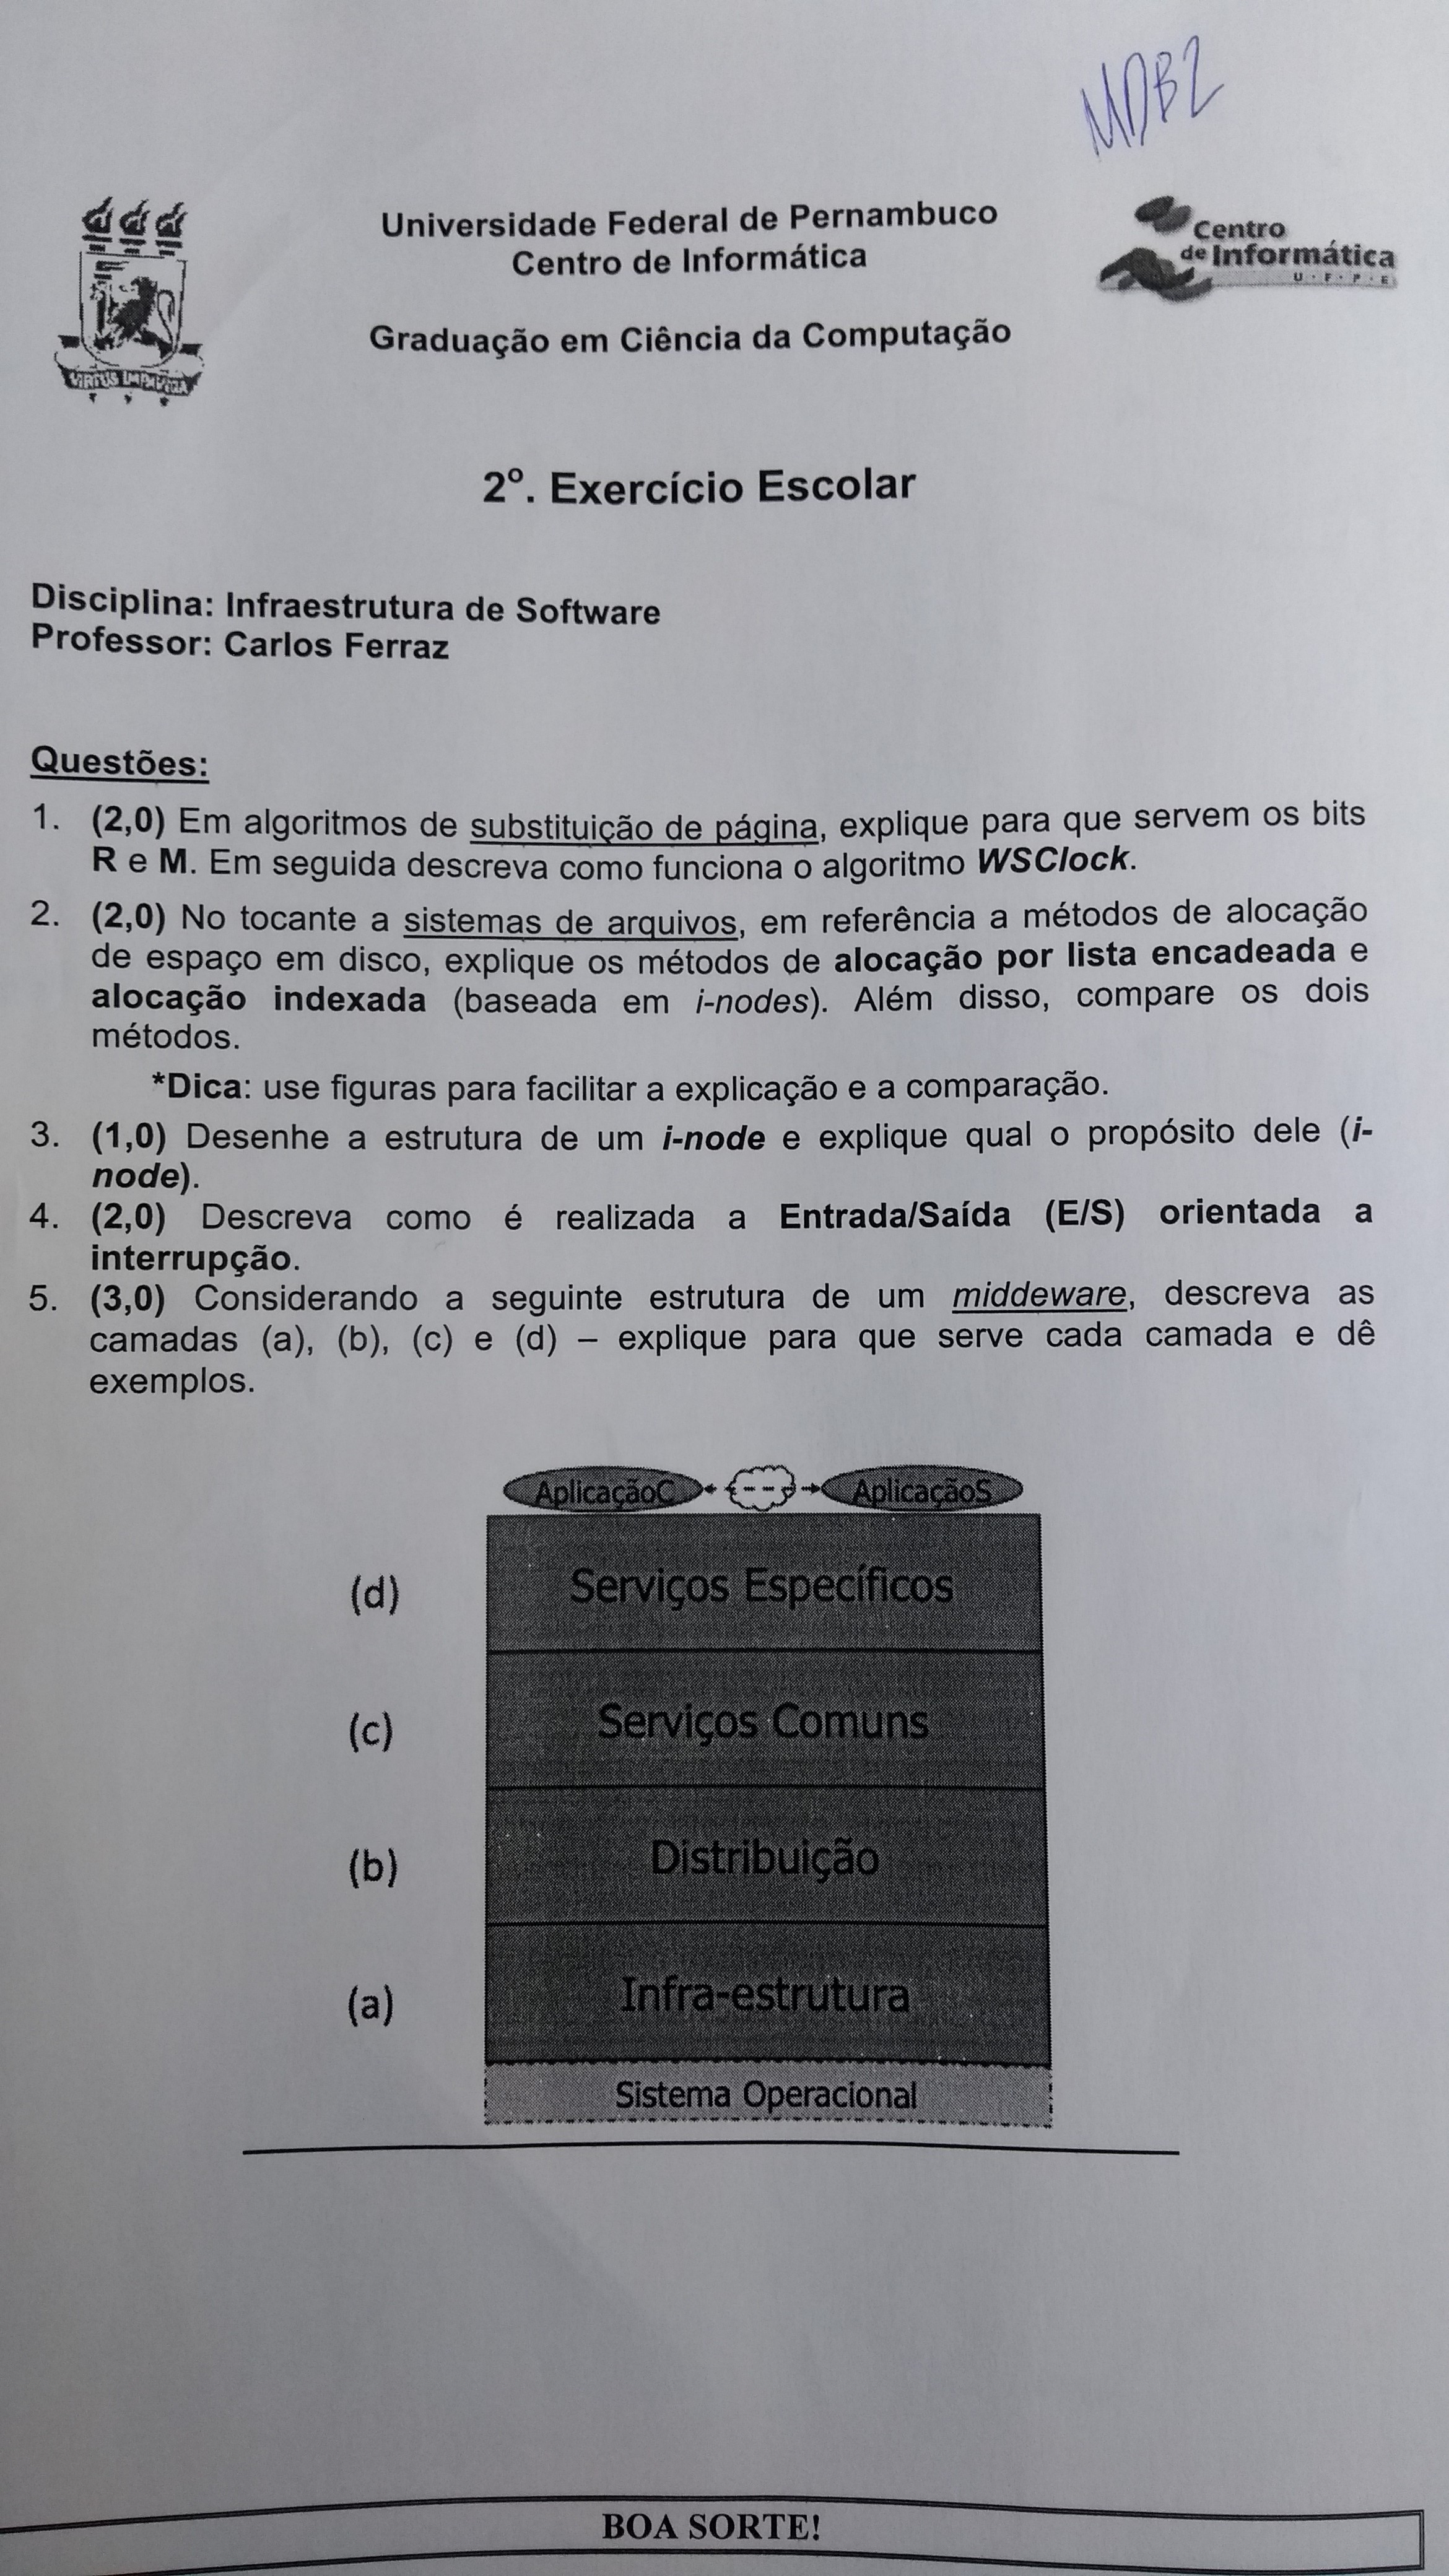 MDB2
Universidade Federal de Pernambuco
Centro de Informática
Centro
de Informática
U · F · P · E
Graduação em Ciência da Computação
VIRTUS IMPAVIDA
2º. Exercício Escolar
Disciplina: Infraestrutura de Software
Professor: Carlos Ferraz
Questões:
1. (2,0) Em algoritmos de substituição de página, explique para que servem os bits
R e M. Em seguida descreva como funciona o algoritmo WSClock.
2. (2,0) No tocante a sistemas de arquivos, em referência a métodos de alocação
de espaço em disco, explique os métodos de alocação por lista encadeada e
alocação indexada (baseada em i-nodes). Além disso, compare os dois
métodos.
*Dica: use figuras para facilitar a explicação e a comparação.
3. (1,0) Desenhe a estrutura de um i-node e explique qual o propósito dele (i-
node).
4. (2,0) Descreva como é realizada a Entrada/Saída (E/S) orientada a
interrupção.
5. (3,0) Considerando a seguinte estrutura de um middeware, descreva as
camadas (a), (b), (c) e (d) – explique para que serve cada camada e dê
exemplos.
AplicaçãoC AplicaçãoS
(d) Serviços Específicos
(c) Serviços Comuns
(b) Distribuição
(a) Infra-estrutura
Sistema Operacional
BOA SORTE!